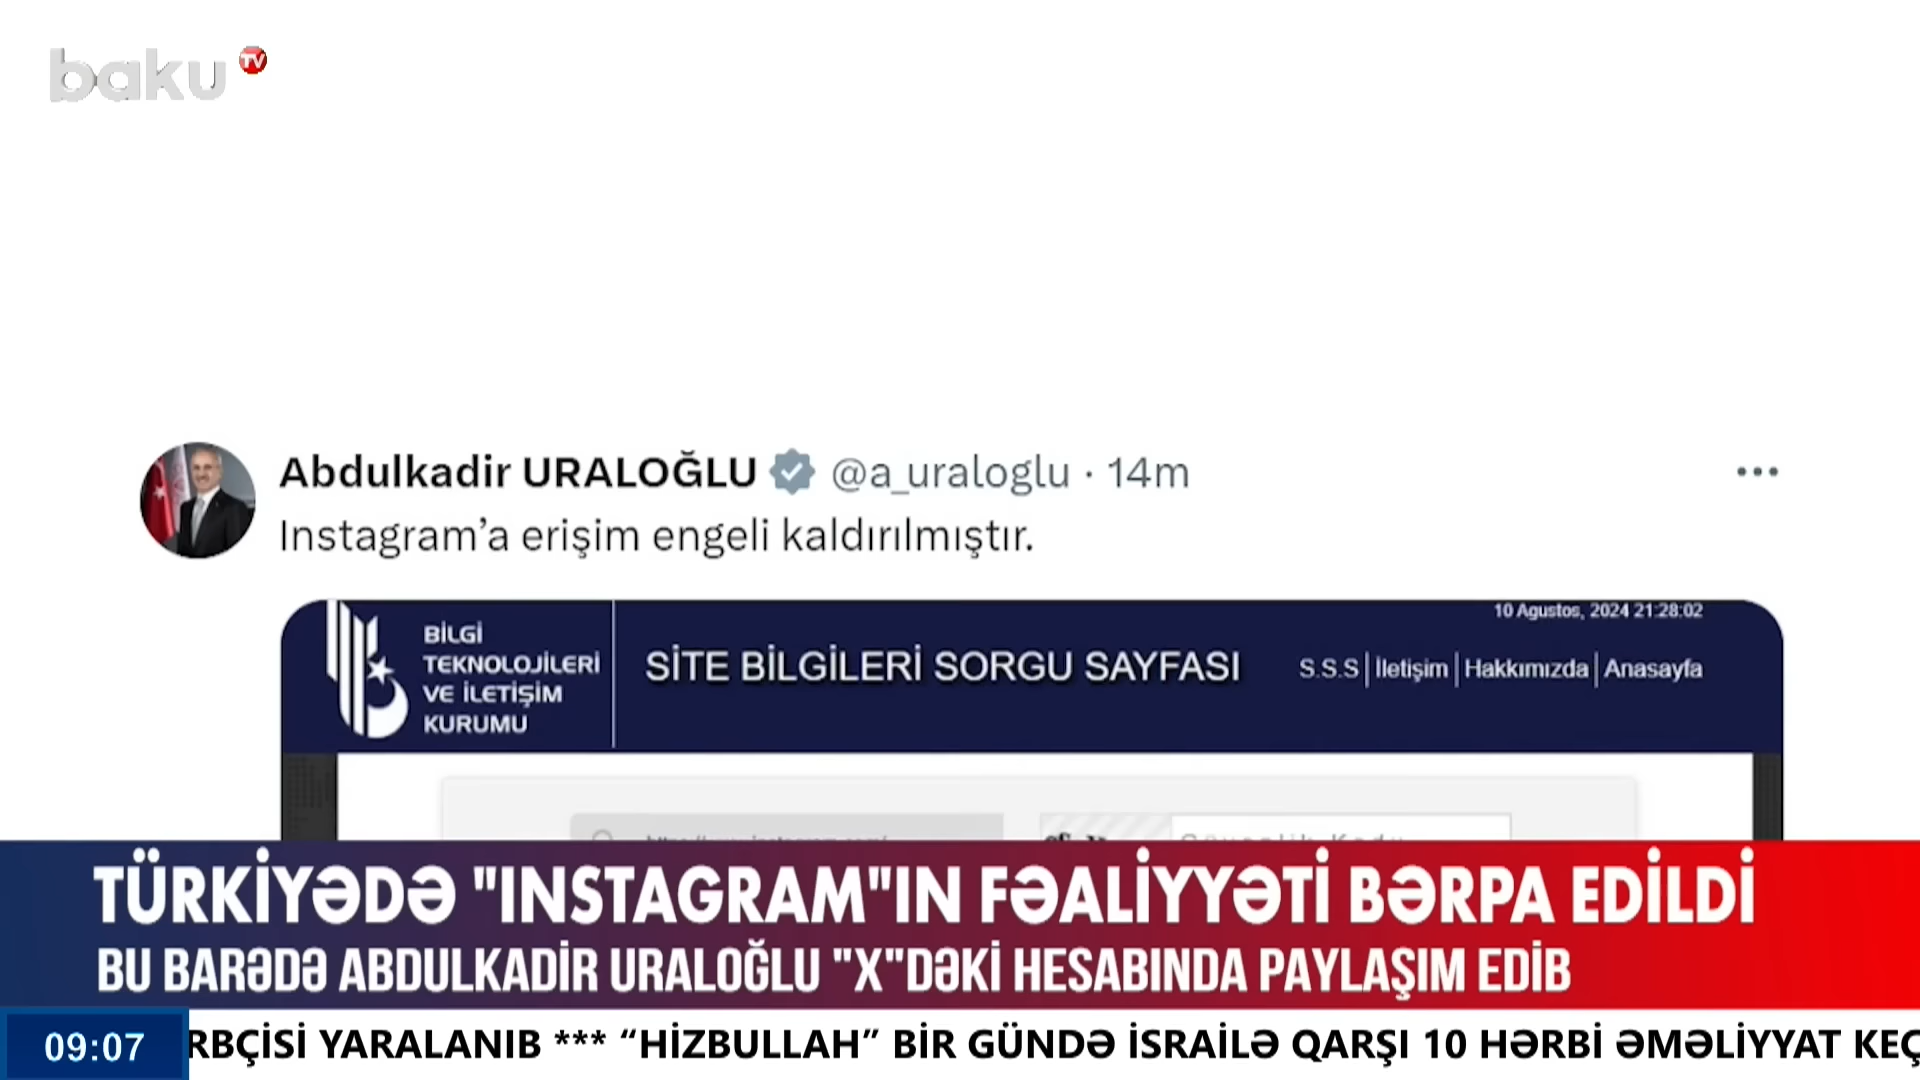 baku TV
Abdulkadir URALOĞLU @a_uraloglu · 14m
Instagram’a erişim engeli kaldırılmıştır.
10 Agustos, 2024 21:28:02
BİLGİ
TEKNOLOJİLERİ
VE İLETİŞİM
KURUMU
SİTE BİLGİLERİ SORGU SAYFASI
S.S.S | İletişim | Hakkımızda | Anasayfa
TÜRKİYƏDƏ "INSTAGRAM"IN FƏALİYYƏTİ BƏRPA EDİLDİ
BU BARƏDƏ ABDULKADİR URALOĞLU "X"DƏKİ HESABINDA PAYLAŞIM EDİB
09:07 RBÇİSİ YARALANIB *** “HİZBULLAH” BİR GÜNDƏ İSRAİLƏ QARŞI 10 HƏRBİ ƏMƏLİYYAT KEÇ